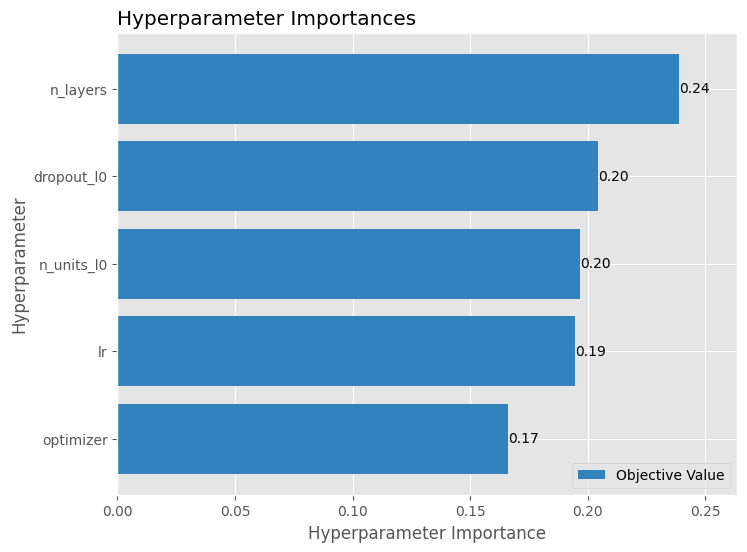 Hyperparameter Importances
Hyperparameter
n_layers
0.24
dropout_l0
0.20
n_units_l0
0.20
lr
0.19
optimizer
0.17
Objective Value
0.00 0.05 0.10 0.15 0.20 0.25
Hyperparameter Importance